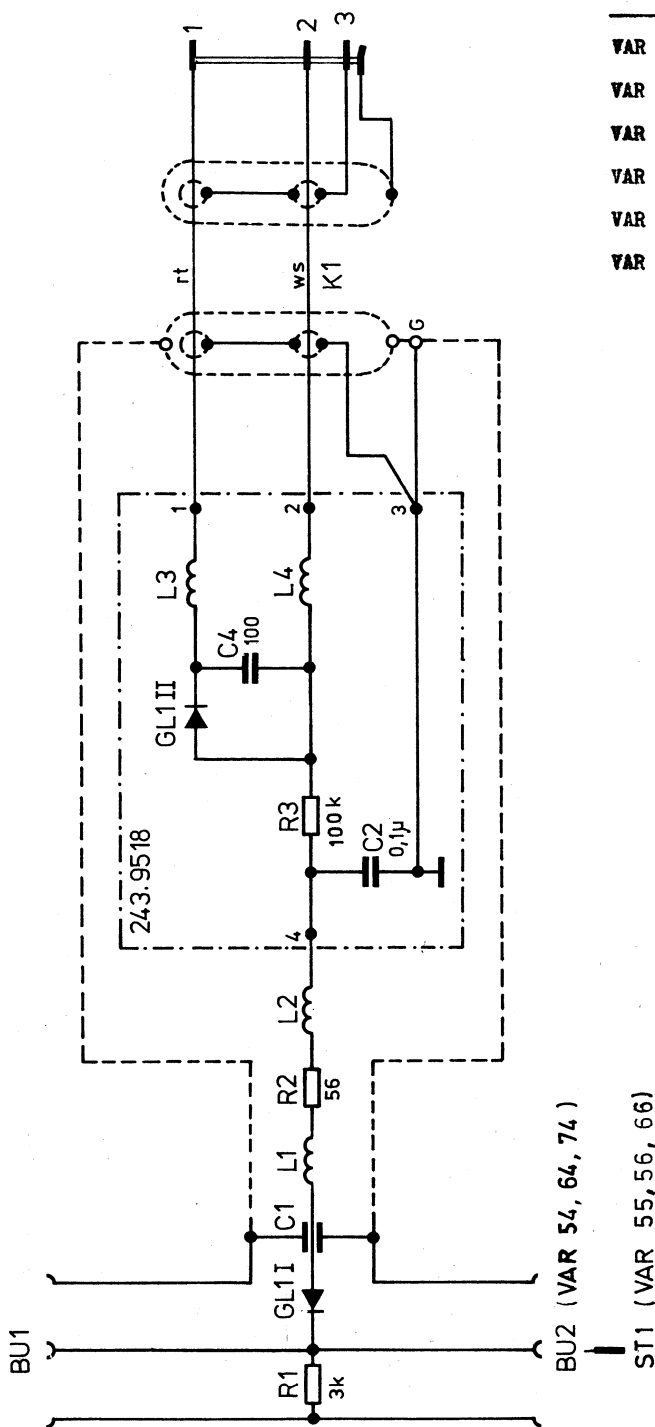 1
2
3
VAR
VAR
VAR
VAR
VAR
VAR
rt
ws
K1
G
1
2
3
L3
L4
C4
100
GL1 II
R3
100k
C2
0,1µ
243.9518
4
L2
R2
56
L1
C1
GL1 I
BU1
R1
3k
BU2 (VAR 54, 64, 74)
ST1 (VAR 55, 56, 66)